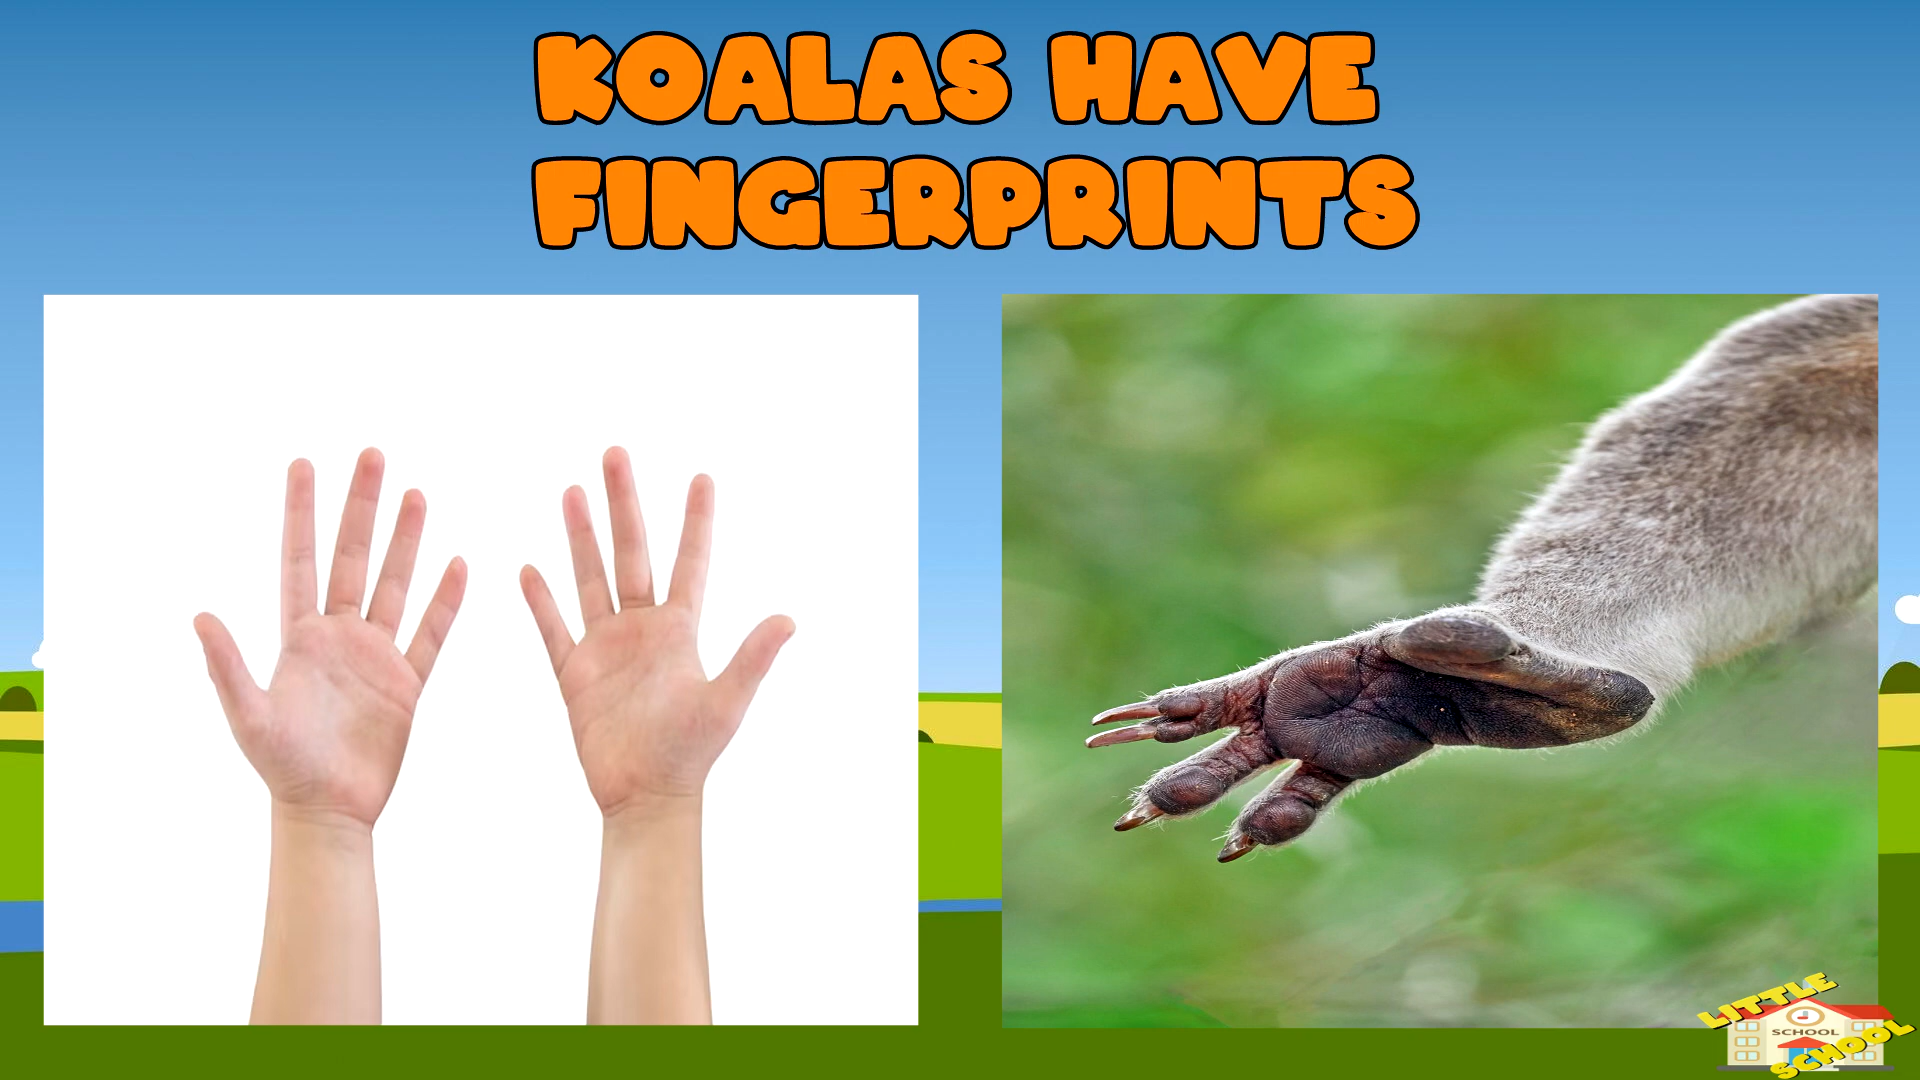 KOALAS HAVE
FINGERPRINTS
LITTLE
SCHOOL
SCHOOL